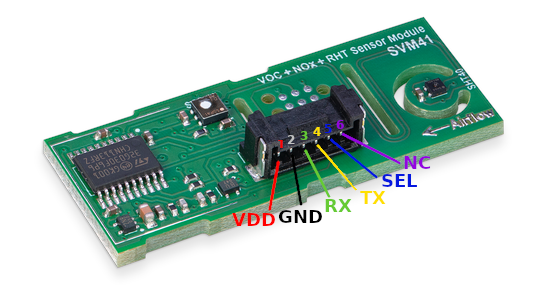 VOC + NOx + RHT Sensor Module
SVM41
SHT40
Airflow
1 2 3 4 5 6
NC
SEL
TX
RX
GND
VDD